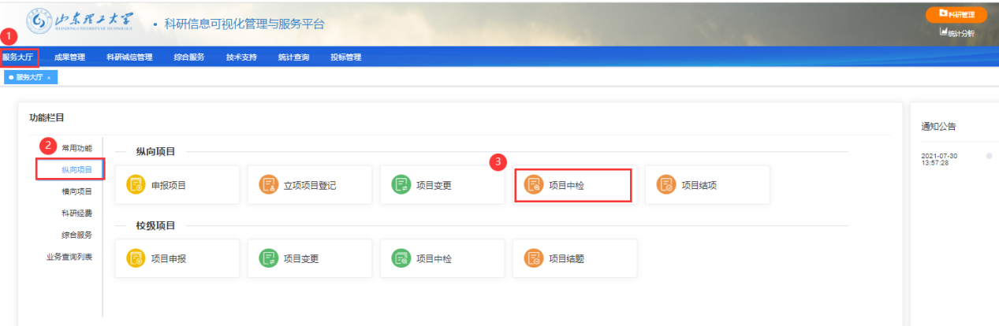 山东理工大学
SHANDONG UNIVERSITY OF TECHNOLOGY
• 科研信息可视化管理与服务平台
科研管理
统计分析
1
服务大厅 成果管理 科研诚信管理 综合服务 技术支持 统计查询 投标管理
服务大厅 ×
功能栏目
通知公告
2021-07-30
13:57:28
2
常用功能
纵向项目
横向项目
科研经费
综合服务
业务查询列表
纵向项目
3
申报项目 立项项目登记 项目变更 项目中检 项目结项
校级项目
项目申报 项目变更 项目中检 项目结题